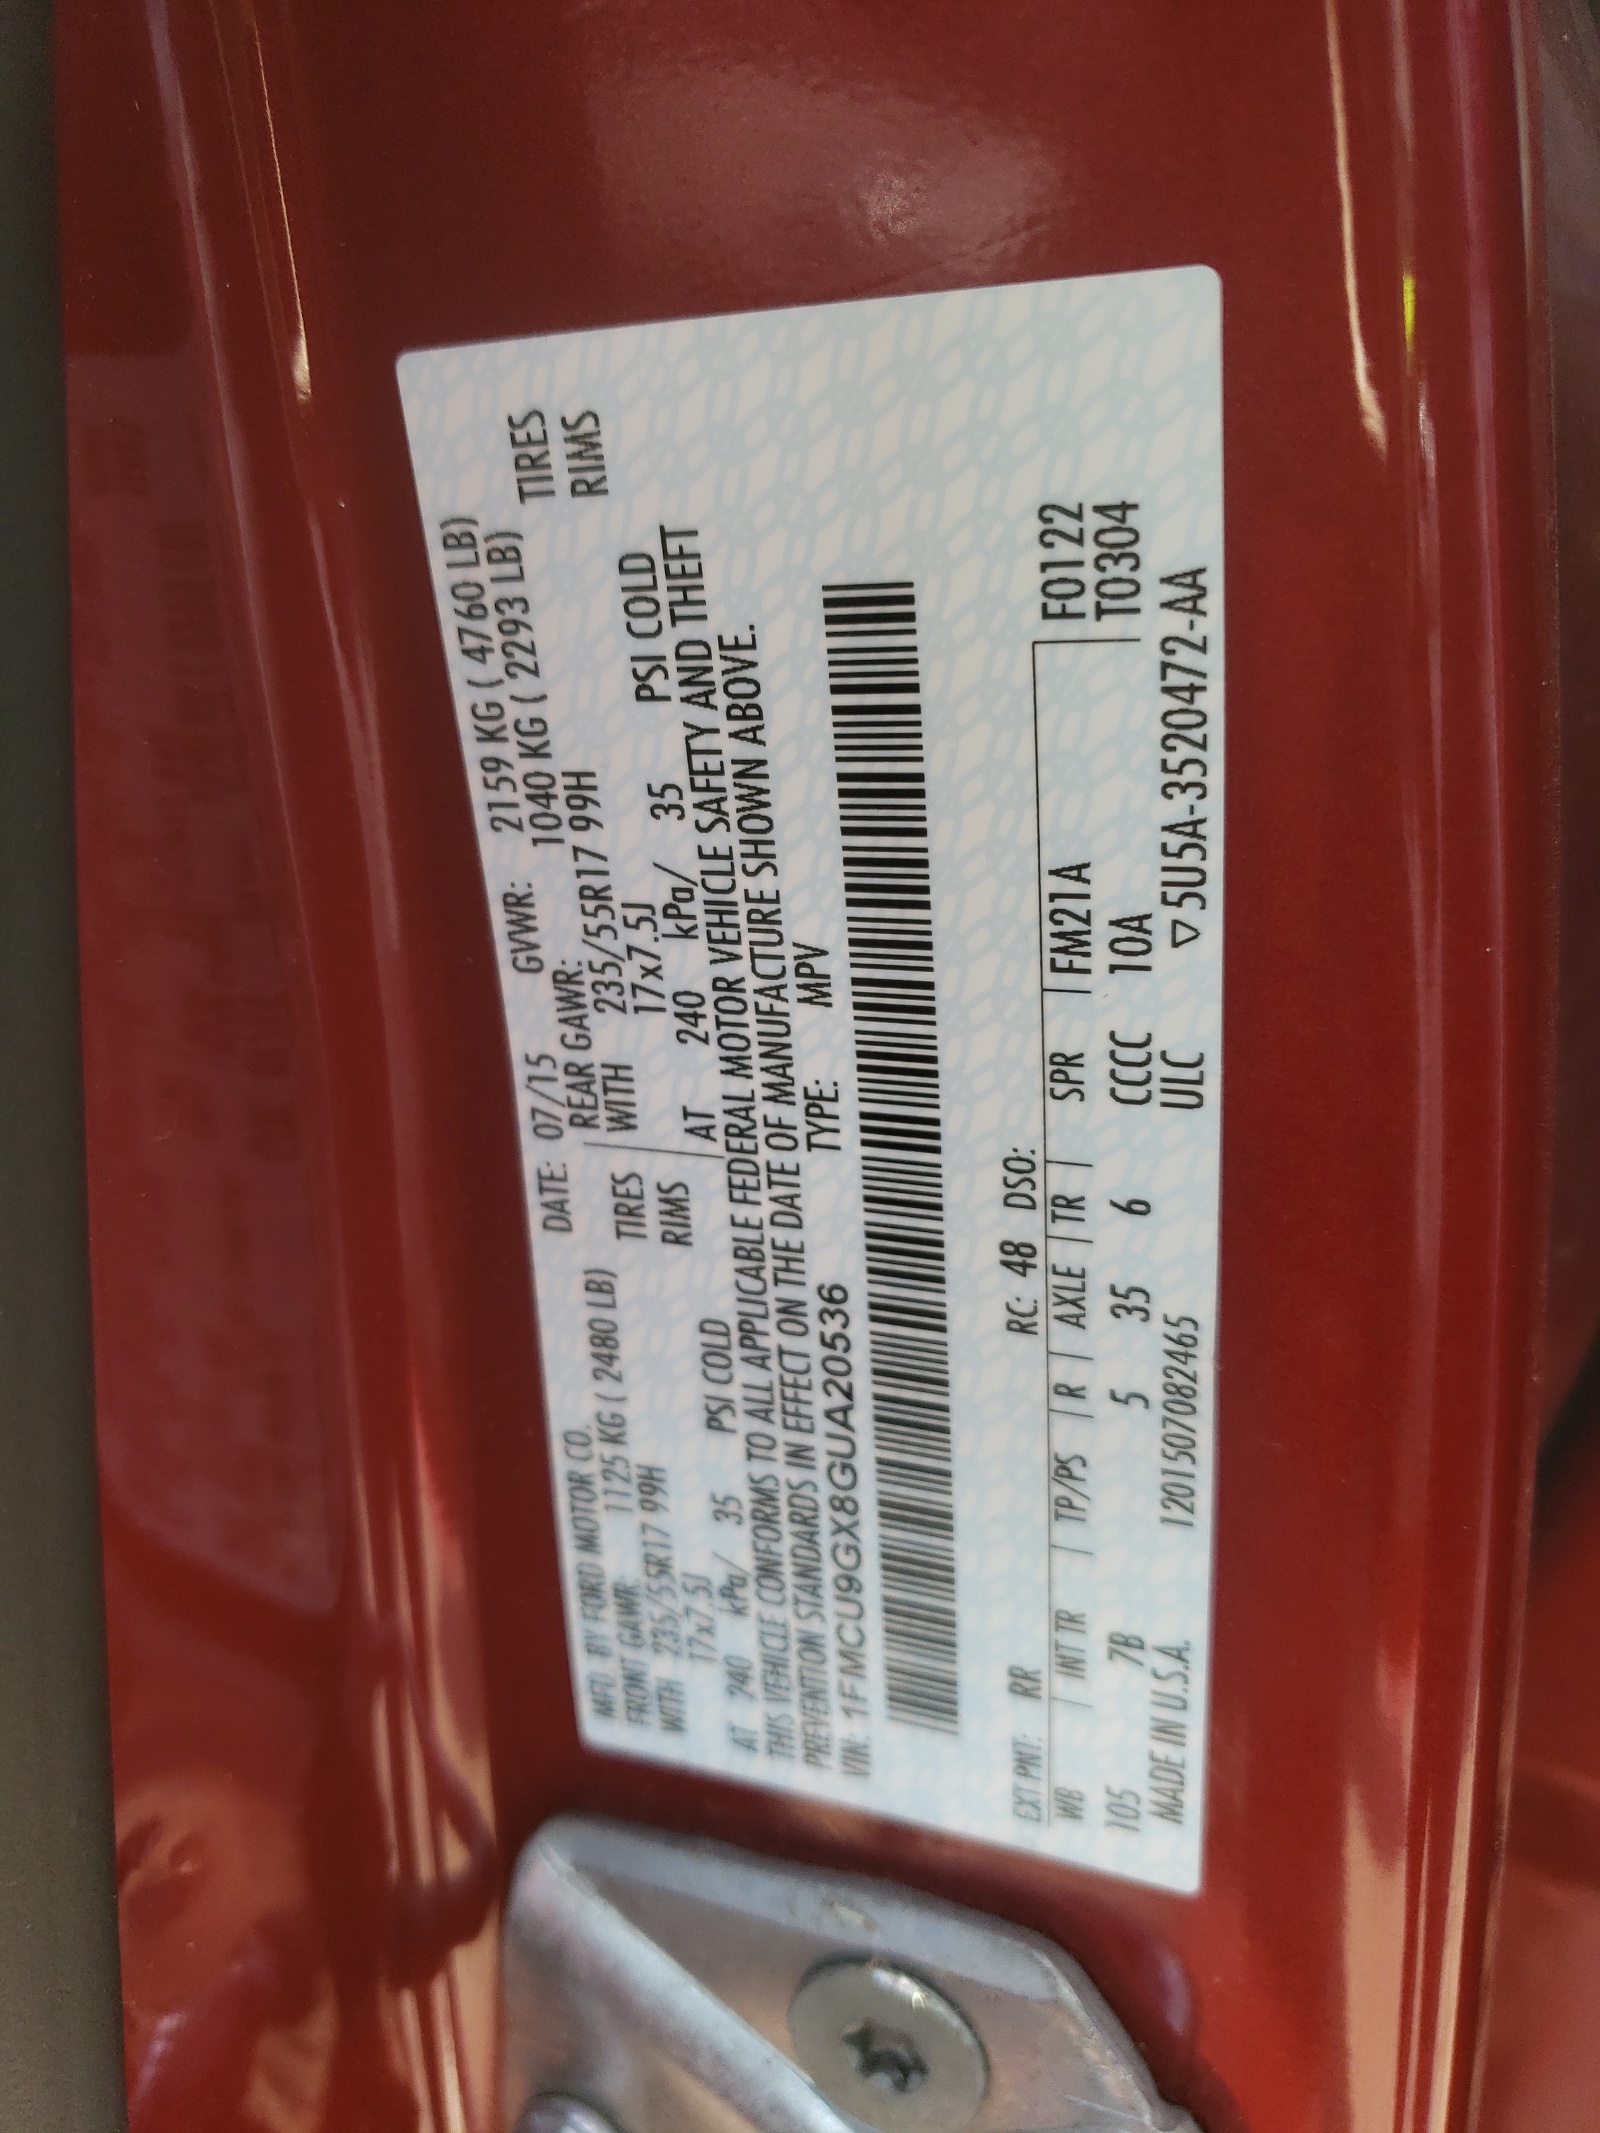 MFD. BY FORD MOTOR CO. DATE: 07/15 GVWR: 2159 KG ( 4760 LB)
FRONT GAWR: 1125 KG ( 2480 LB) REAR GAWR: 1040 KG ( 2293 LB)
WITH 235/55R17 99H TIRES WITH 235/55R17 99H TIRES
17x7.5J RIMS 17x7.5J RIMS
AT 240 kPa/ 35 PSI COLD AT 240 kPa/ 35 PSI COLD
THIS VEHICLE CONFORMS TO ALL APPLICABLE FEDERAL MOTOR VEHICLE SAFETY AND THEFT
PREVENTION STANDARDS IN EFFECT ON THE DATE OF MANUFACTURE SHOWN ABOVE.
VIN: 1FMCU9GX8GUA20536 TYPE: MPV
EXT PNT: RR RC: 48 DSO: F0122
WB | INT TR | TP/PS | R | AXLE | TR | SPR | FM21A T0304
105 7B 5 35 6 CCCC 10A
MADE IN U.S.A. 1201507082465 ULC ▽5U5A-3520472-AA